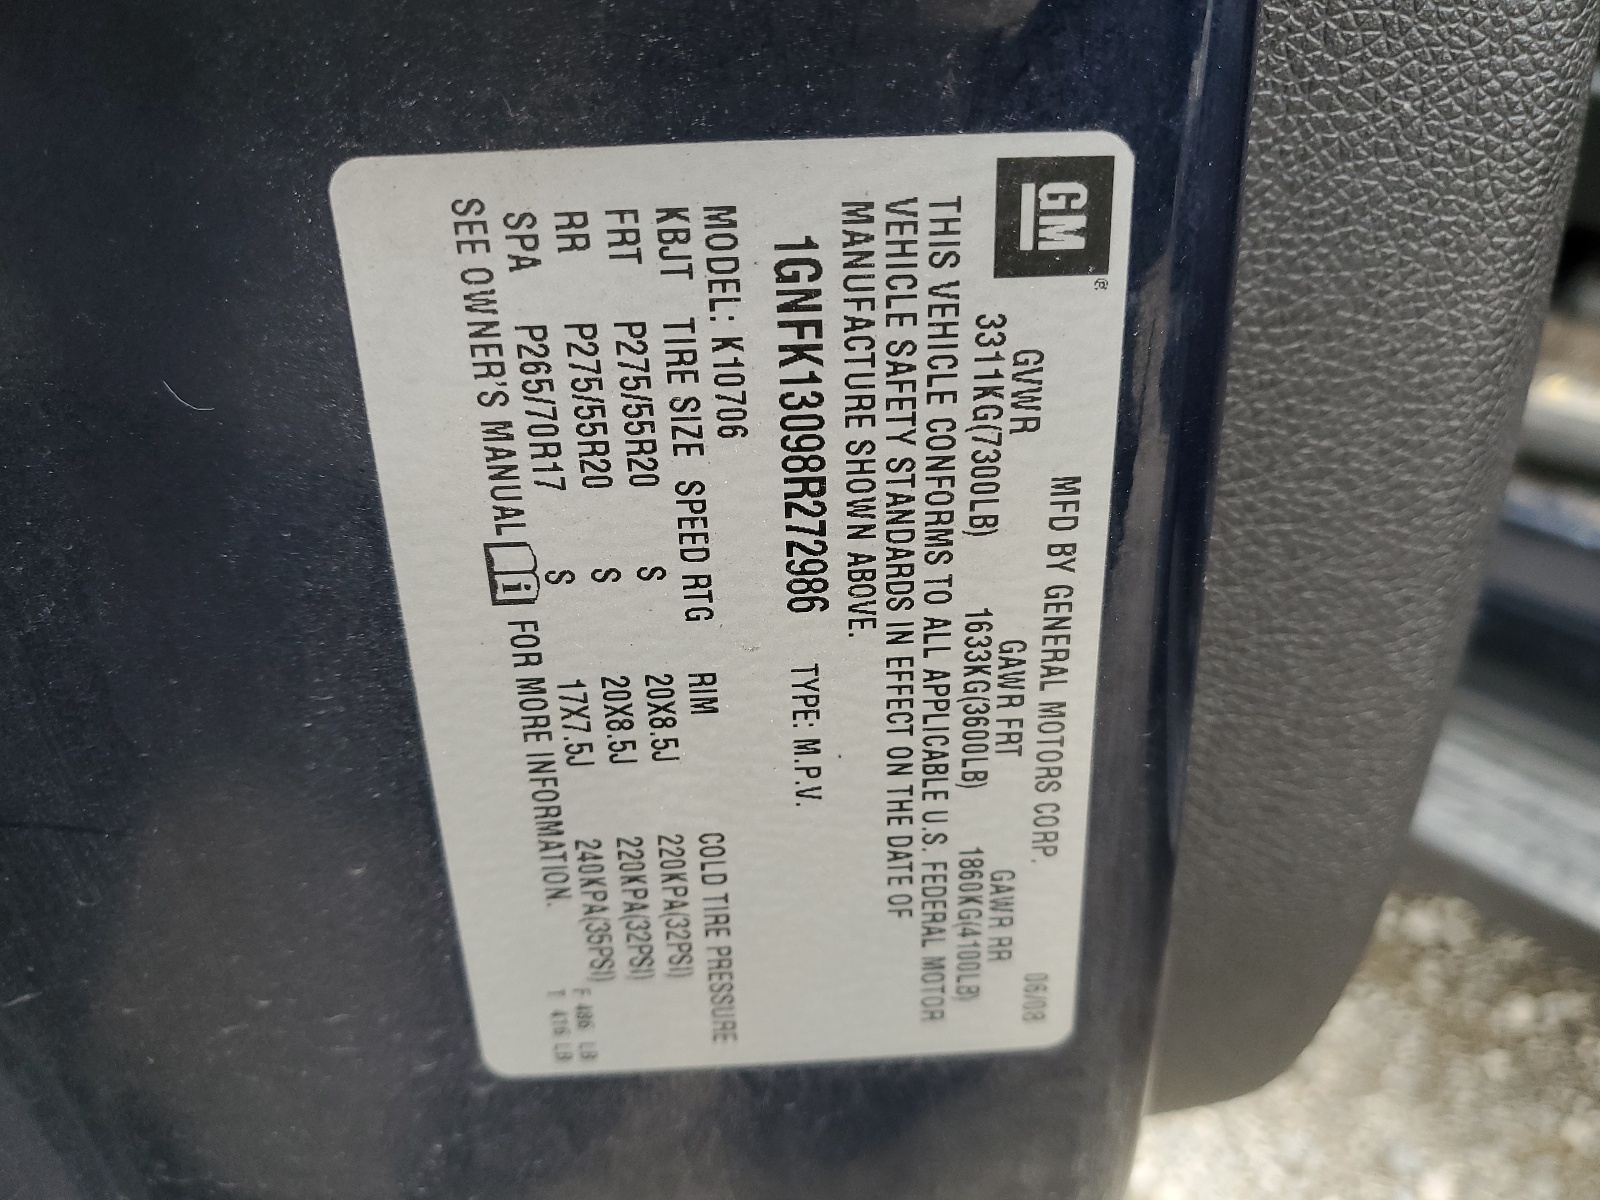 GM®
MFD BY GENERAL MOTORS CORP. 06/08
GVWR GAWR FRT GAWR RR
3311KG(7300LB) 1633KG(3600LB) 1860KG(4100LB)
THIS VEHICLE CONFORMS TO ALL APPLICABLE U.S. FEDERAL MOTOR
VEHICLE SAFETY STANDARDS IN EFFECT ON THE DATE OF
MANUFACTURE SHOWN ABOVE.
1GNFK13098R272986 TYPE: M.P.V.
MODEL: K10706
KBJT TIRE SIZE SPEED RTG RIM COLD TIRE PRESSURE
FRT P275/55R20 S 20X8.5J 220KPA(32PSI)
RR P275/55R20 S 20X8.5J 220KPA(32PSI)
SPA P265/70R17 S 17X7.5J 240KPA(35PSI)
SEE OWNER'S MANUAL i FOR MORE INFORMATION.
F 486 LB
T 416 LB